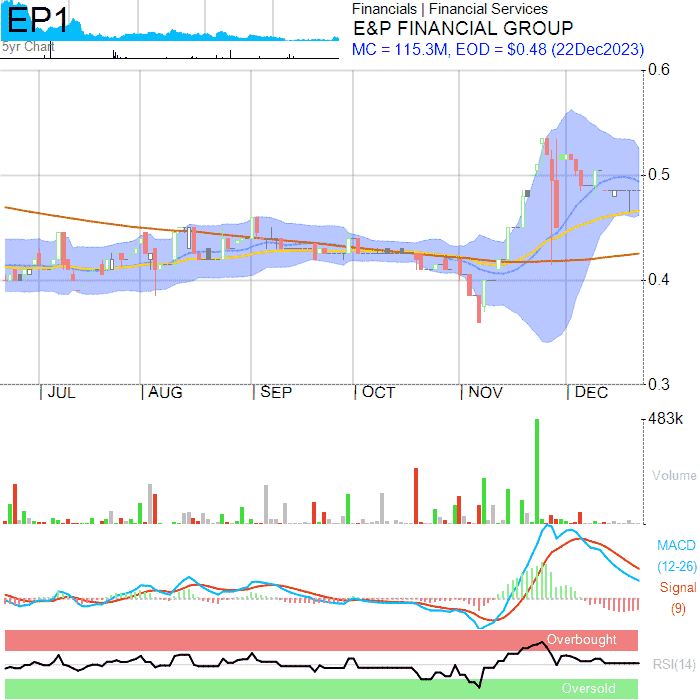 EP1
5yr Chart
Financials | Financial Services
E&P FINANCIAL GROUP
MC = 115.3M, EOD = $0.48 (22Dec2023)
0.6
0.5
0.4
0.3
| JUL | AUG | SEP | OCT | NOV | DEC
483k
Volume
MACD
(12-26)
Signal
(9)
Overbought
RSI(14)
Oversold